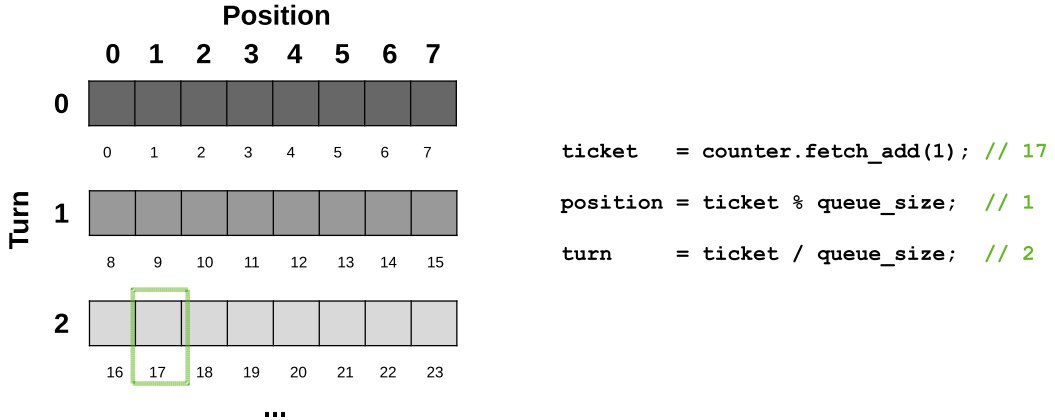 Position
0 1 2 3 4 5 6 7
0
0 1 2 3 4 5 6 7
Turn
1
8 9 10 11 12 13 14 15
2
16 17 18 19 20 21 22 23
...
ticket   = counter.fetch_add(1); // 17
position = ticket % queue_size;  // 1
turn     = ticket / queue_size;  // 2